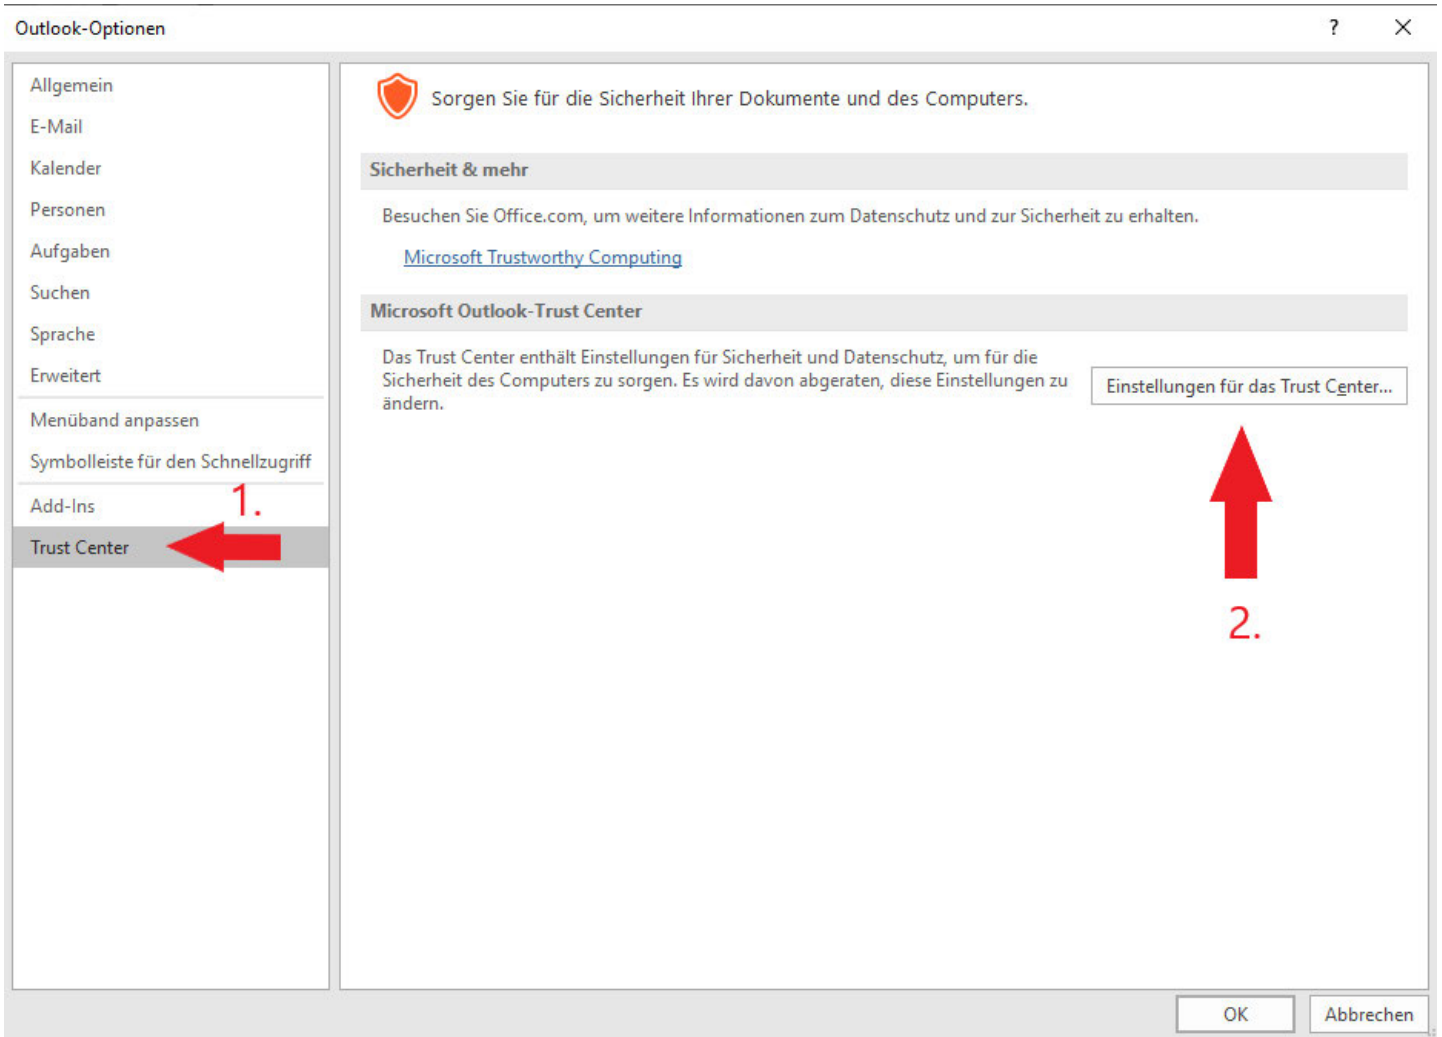 Outlook-Optionen
?
Allgemein
E-Mail
Kalender
Personen
Aufgaben
Suchen
Sprache
Erweitert
Menüband anpassen
Symbolleiste für den Schnellzugriff
Add-Ins
1.
Trust Center
Sorgen Sie für die Sicherheit Ihrer Dokumente und des Computers.
Sicherheit & mehr
Besuchen Sie Office.com, um weitere Informationen zum Datenschutz und zur Sicherheit zu erhalten.
Microsoft Trustworthy Computing
Microsoft Outlook-Trust Center
Das Trust Center enthält Einstellungen für Sicherheit und Datenschutz, um für die
Sicherheit des Computers zu sorgen. Es wird davon abgeraten, diese Einstellungen zu
ändern.
Einstellungen für das Trust Center...
2.
OK
Abbrechen